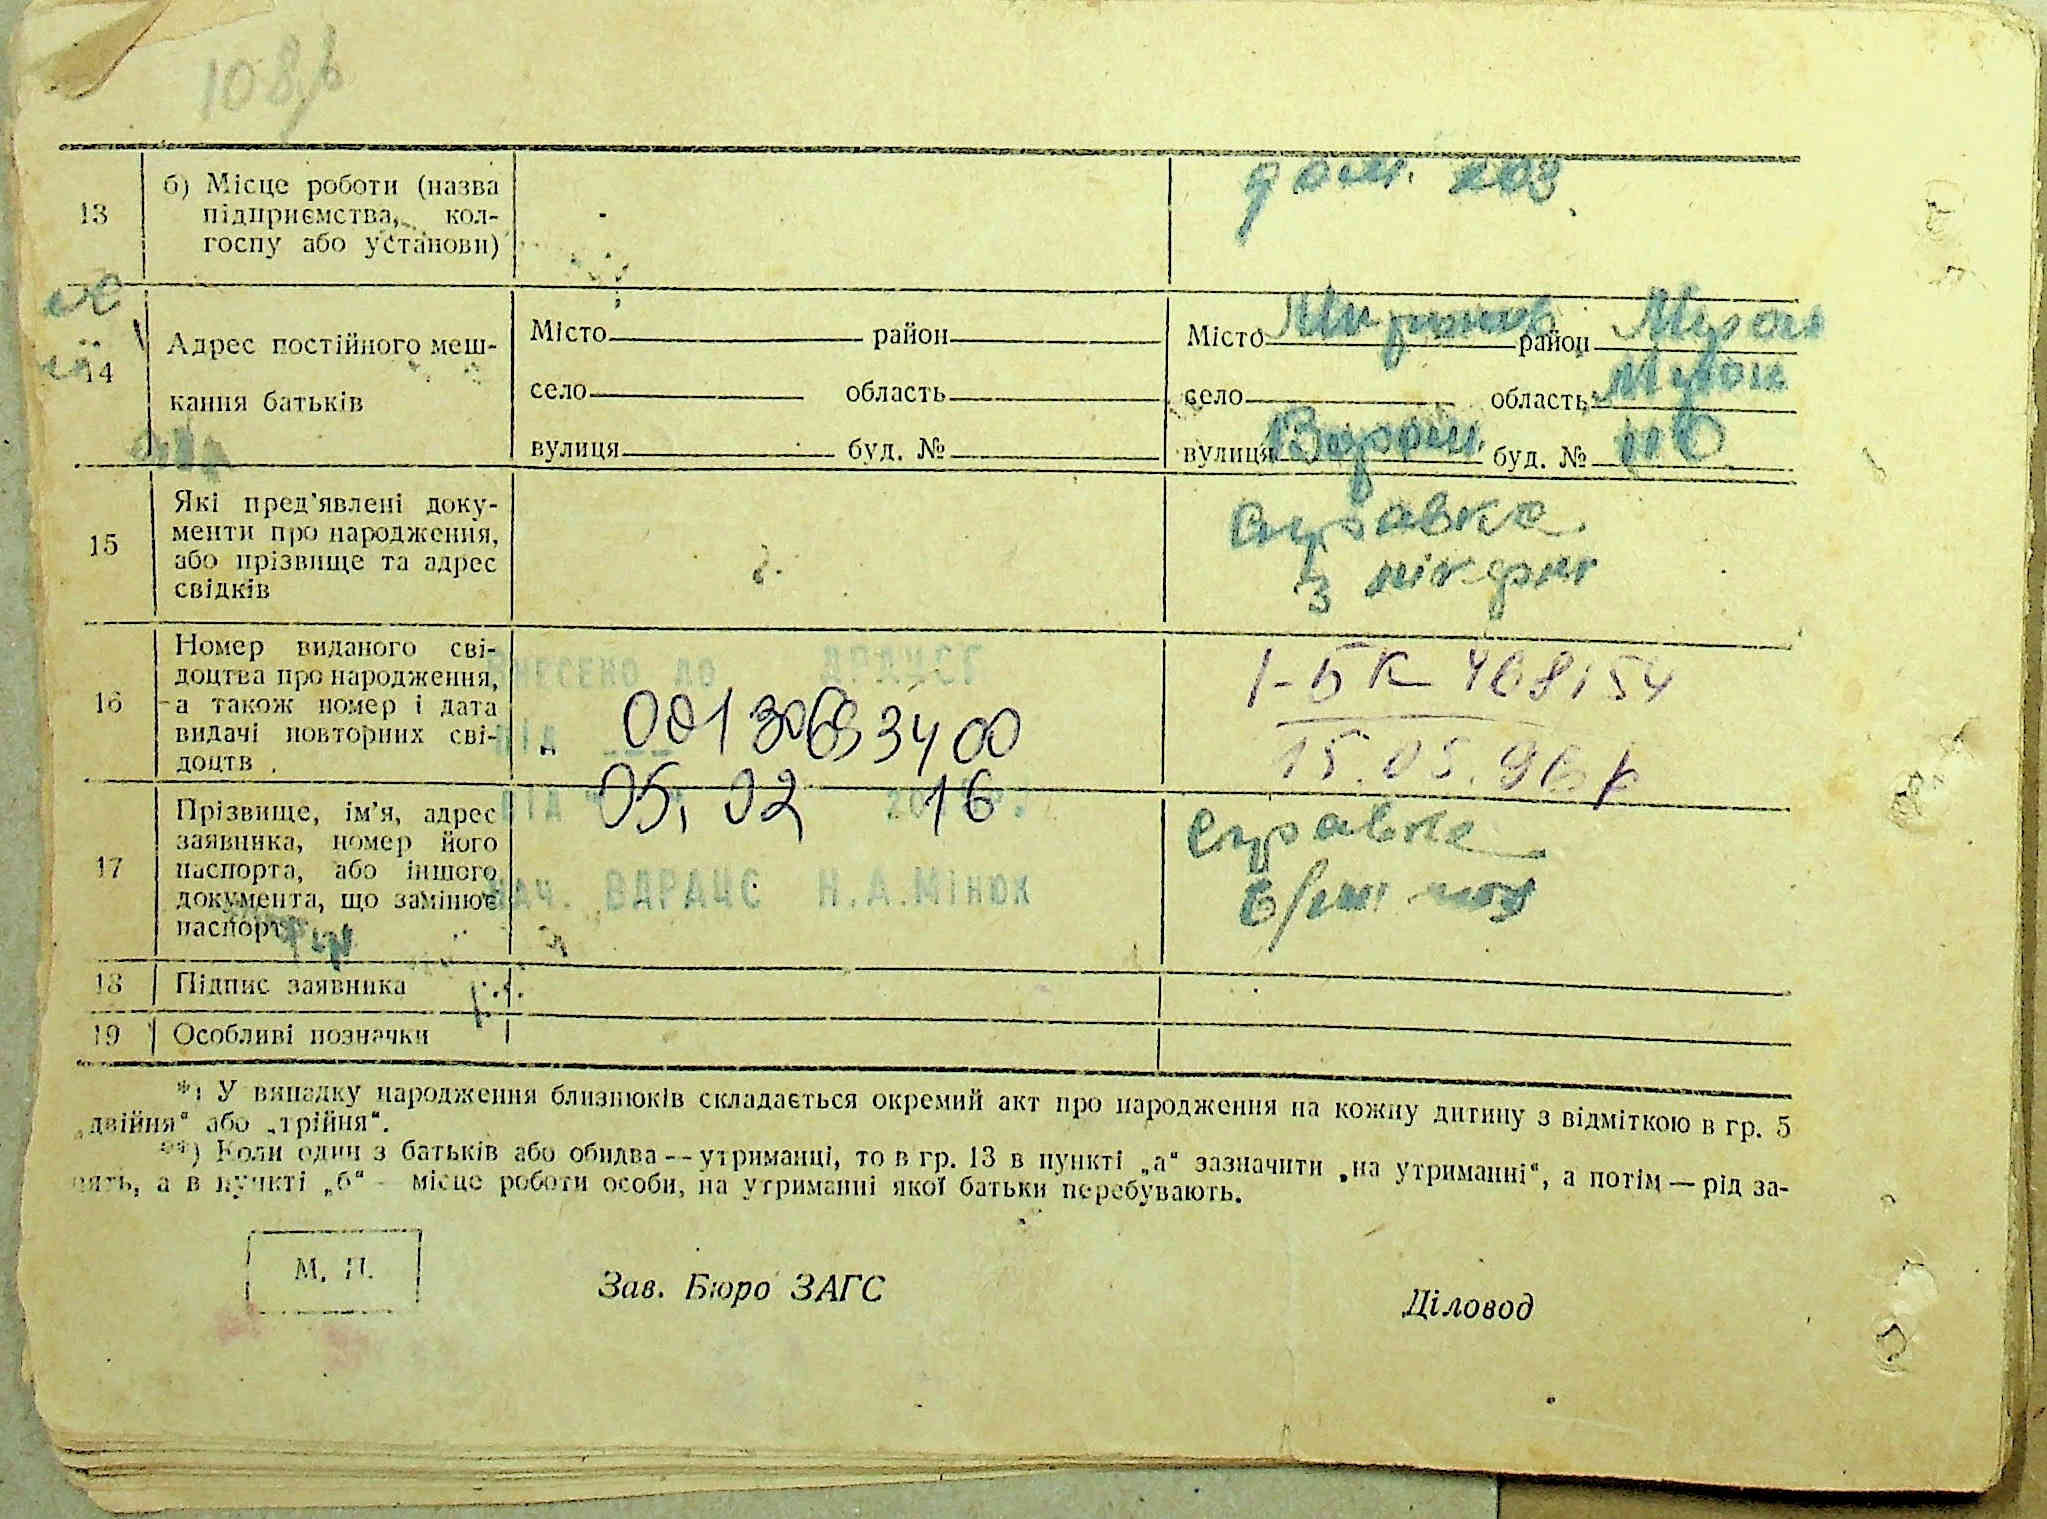 13
б) Місце роботи (назва
підприємства, кол-
госпу або установи)
14
Адрес постійного меш-
кання батьків
Місто район
село область
вулиця буд. №
Місто район
село область
вулиця буд. №
15
Які пред'явлені доку-
менти про народження,
або прізвище та адрес
свідків
справка
з
16
Номер виданого сві-
доцтва про народження,
а також номер і дата
видачі повторних сві-
доцтв
ВНЕСЕНО ДО ДРАЦСГ
05. 02 2016
I-БК 468154
15.05.96
17
Прізвище, ім'я, адрес
заявника, номер його
паспорта, або іншого
документа, що замінює
паспорт
НАЧ. ВДРАЦС Н.А.Мінюк
справка
18
Підпис заявника
19
Особливі позначки
*) У випадку народження близнюків складається окремий акт про народження на кожну дитину з відміткою в гр. 5
„двійня“ або „трійня“.
**) Коли один з батьків або обидва — утриманці, то в гр. 13 в пункті „а“ зазначити „на утриманні“, а потім — рід за-
нять, а в пункті „б“ - місце роботи особи, на утриманні якої батьки перебувають.
М. П.
Зав. Бюро ЗАГС
Діловод